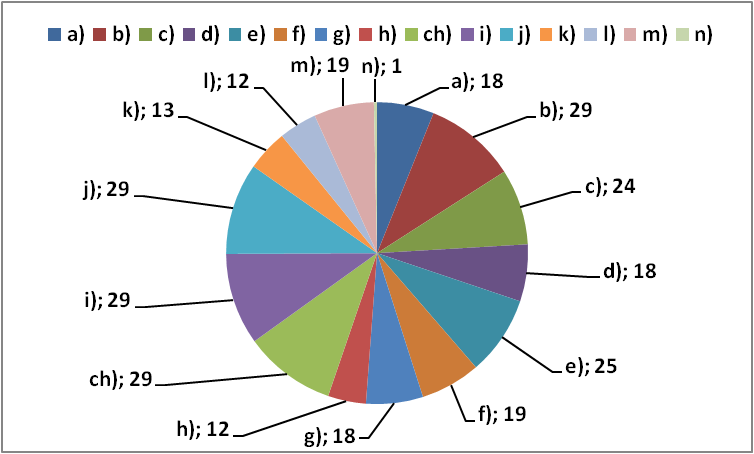 a) b) c) d) e) f) g) h) ch) i) j) k) l) m) n)
m); 19
n); 1
l); 12
a); 18
k); 13
b); 29
j); 29
c); 24
i); 29
d); 18
ch); 29
e); 25
h); 12
g); 18
f); 19